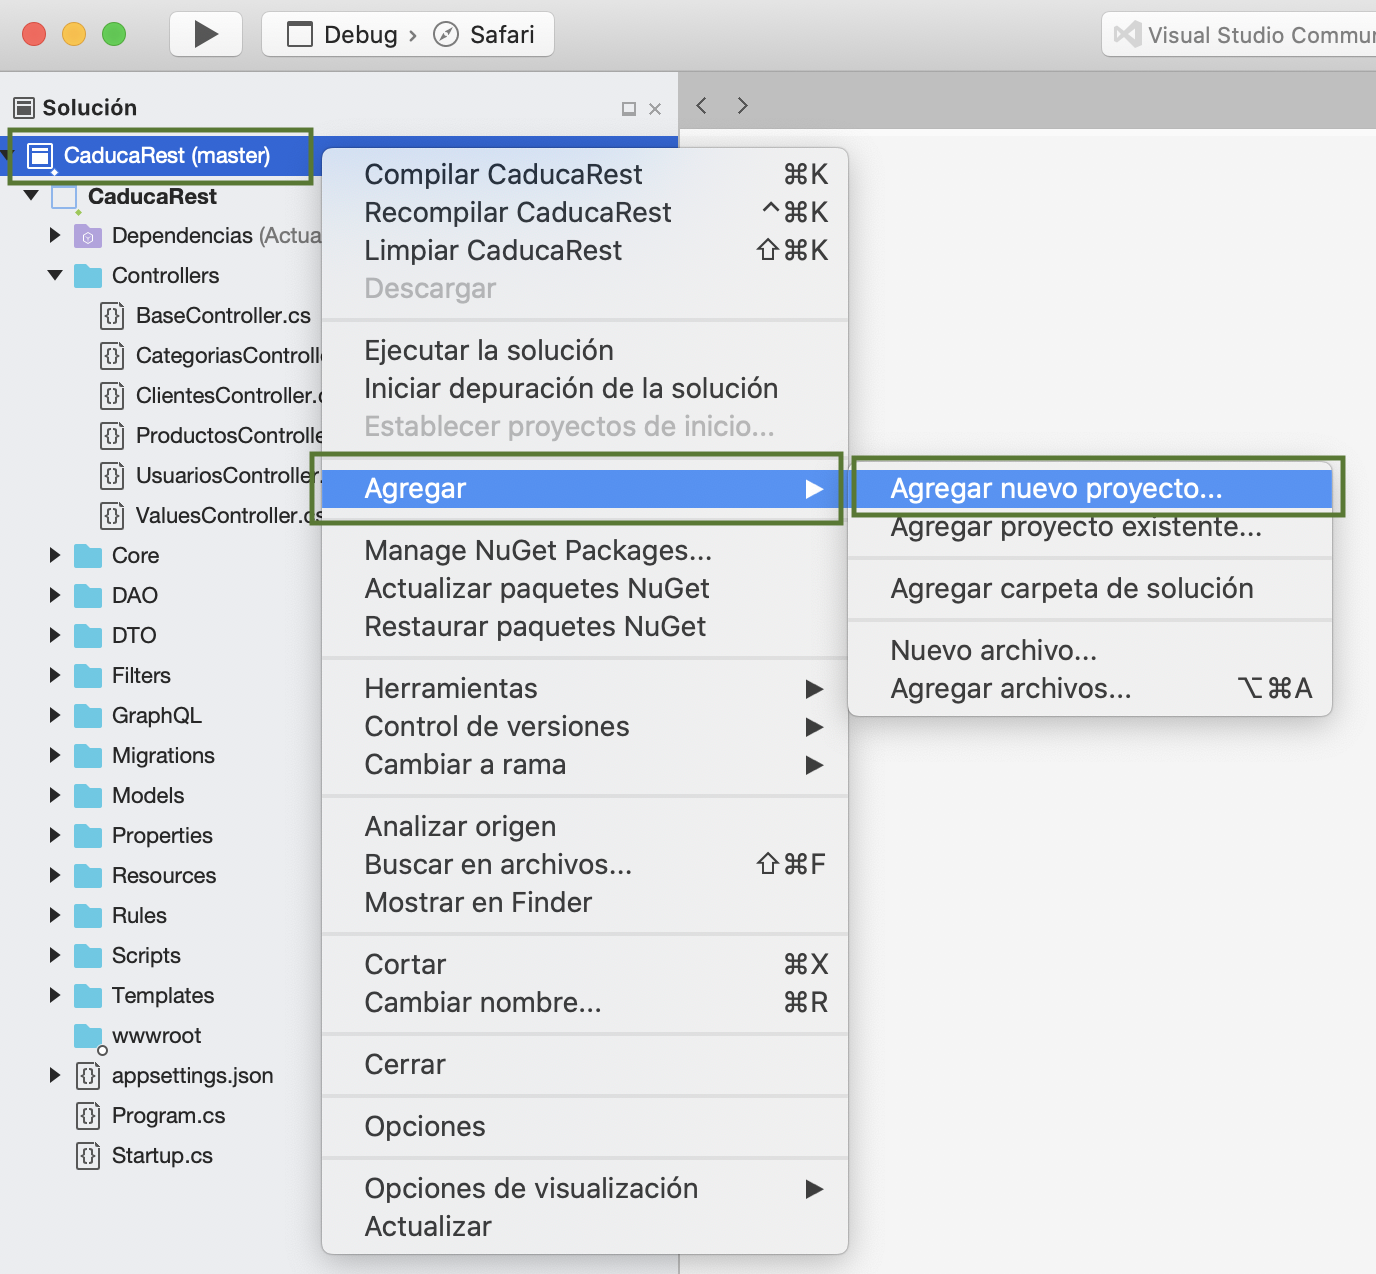 Debug › Safari
Visual Studio Commu
Solución
CaducaRest (master)
CaducaRest
Dependencias (Actua
Controllers
BaseController.cs
CategoriasControlle
ClientesController.c
ProductosControlle
UsuariosController.
ValuesController.cs
Core
DAO
DTO
Filters
GraphQL
Migrations
Models
Properties
Resources
Rules
Scripts
Templates
wwwroot
appsettings.json
Program.cs
Startup.cs
Compilar CaducaRest ⌘K
Recompilar CaducaRest ^⌘K
Limpiar CaducaRest ⇧⌘K
Descargar
Ejecutar la solución
Iniciar depuración de la solución
Establecer proyectos de inicio...
Agregar
Manage NuGet Packages...
Actualizar paquetes NuGet
Restaurar paquetes NuGet
Herramientas
Control de versiones
Cambiar a rama
Analizar origen
Buscar en archivos... ⇧⌘F
Mostrar en Finder
Cortar ⌘X
Cambiar nombre... ⌘R
Cerrar
Opciones
Opciones de visualización
Actualizar
Agregar nuevo proyecto...
Agregar proyecto existente...
Agregar carpeta de solución
Nuevo archivo...
Agregar archivos... ⌥⌘A